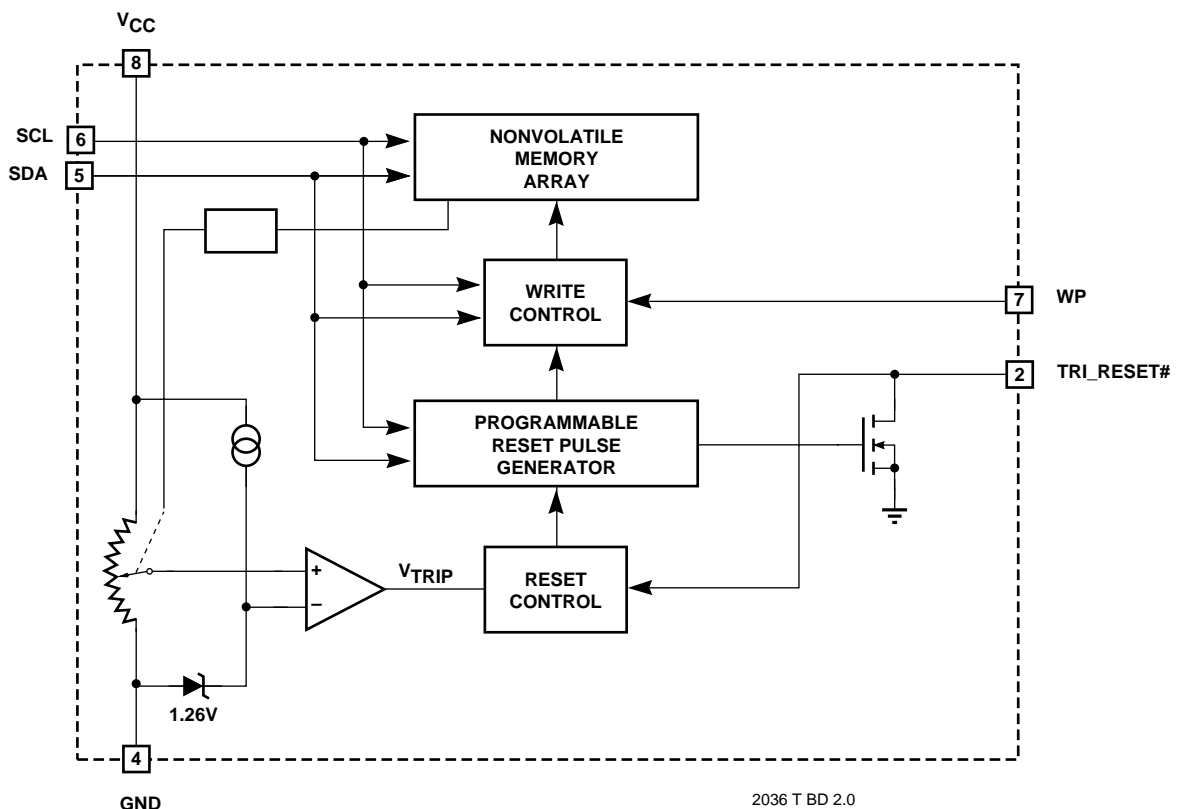 VCC
8
SCL
6
SDA
5
NONVOLATILE
MEMORY
ARRAY
WRITE
CONTROL
7
WP
2
TRI_RESET#
PROGRAMMABLE
RESET PULSE
GENERATOR
+
–
VTRIP
RESET
CONTROL
1.26V
4
GND
2036 T BD 2.0